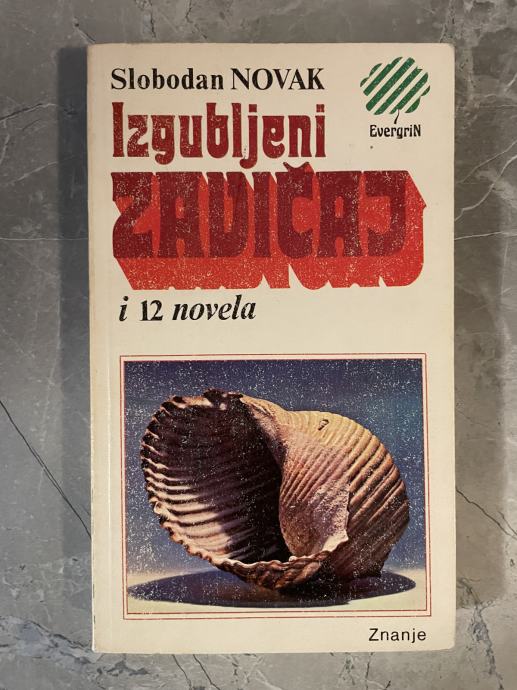 Slobodan NOVAK
EvergriN
Izgubljeni
ZAVIČAJ
i 12 novela
Znanje